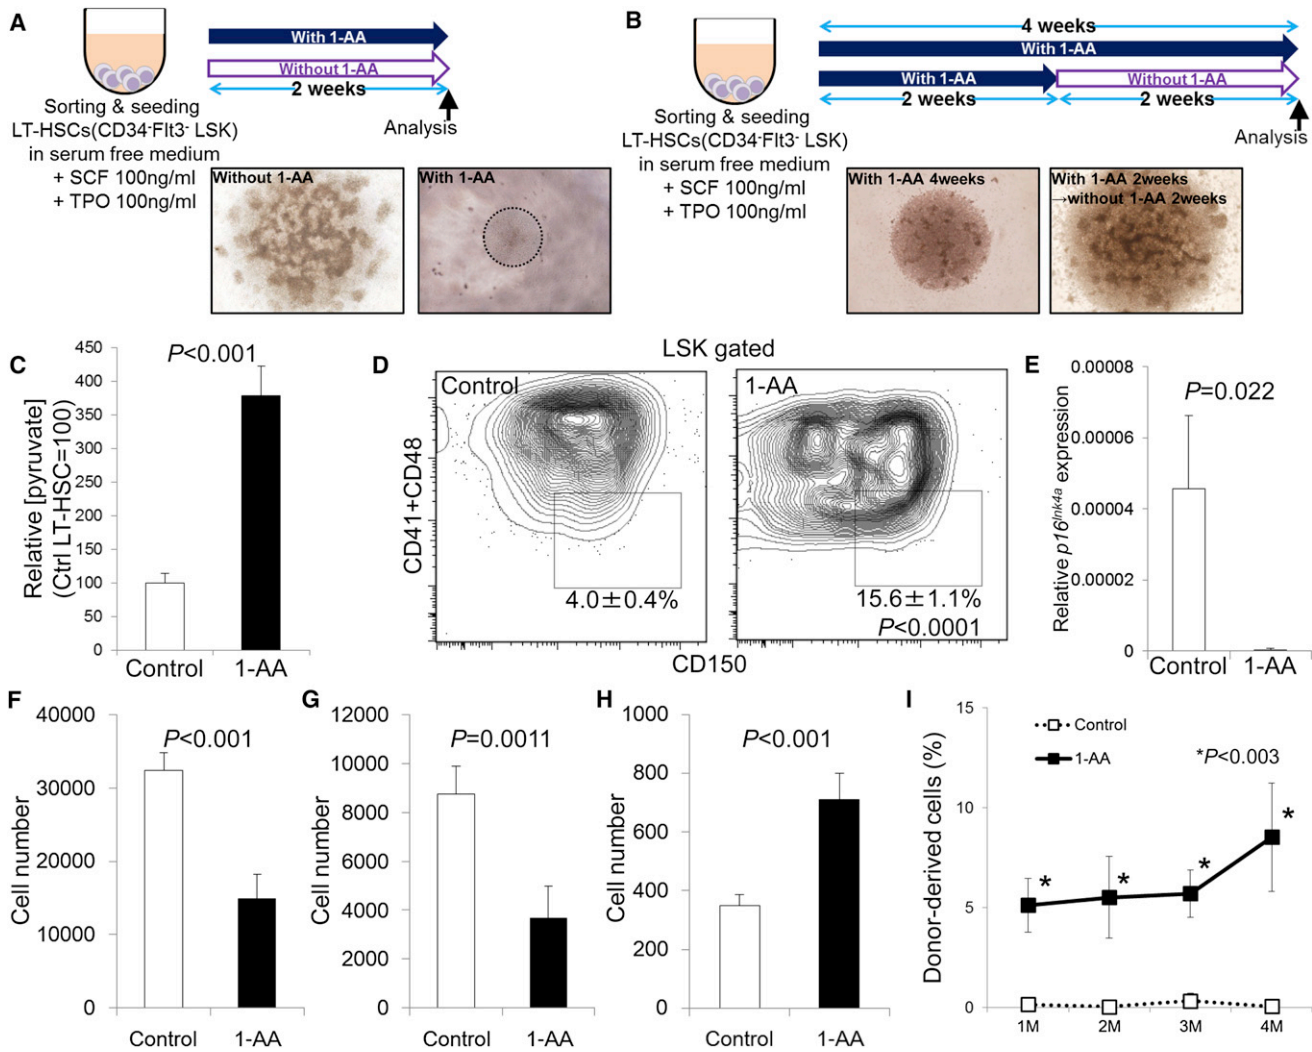 A
With 1-AA
Without 1-AA
2 weeks
Sorting & seeding
LT-HSCs(CD34⁻Flt3⁻ LSK)
in serum free medium
+ SCF 100ng/ml
+ TPO 100ng/ml
Analysis
Without 1-AA
With 1-AA
B
4 weeks
With 1-AA
With 1-AA
Without 1-AA
2 weeks
2 weeks
Sorting & seeding
LT-HSCs(CD34⁻Flt3⁻ LSK)
in serum free medium
+ SCF 100ng/ml
+ TPO 100ng/ml
Analysis
With 1-AA 4weeks
With 1-AA 2weeks
→without 1-AA 2weeks
C
Relative [pyruvate]
(Ctrl LT-HSC=100)
450
400
350
300
250
200
150
100
50
0
P<0.001
Control
1-AA
D
LSK gated
Control
1-AA
CD41+CD48
4.0±0.4%
15.6±1.1%
P<0.0001
CD150
E
Relative p16^Ink4a expression
0.00008
0.00006
0.00004
0.00002
0
P=0.022
Control
1-AA
F
Cell number
40000
30000
20000
10000
0
P<0.001
Control
1-AA
G
Cell number
12000
10000
8000
6000
4000
2000
0
P=0.0011
Control
1-AA
H
Cell number
1000
800
600
400
200
0
P<0.001
Control
1-AA
I
Donor-derived cells (%)
15
10
5
0
Control
1-AA
*P<0.003
*
*
*
*
1M
2M
3M
4M